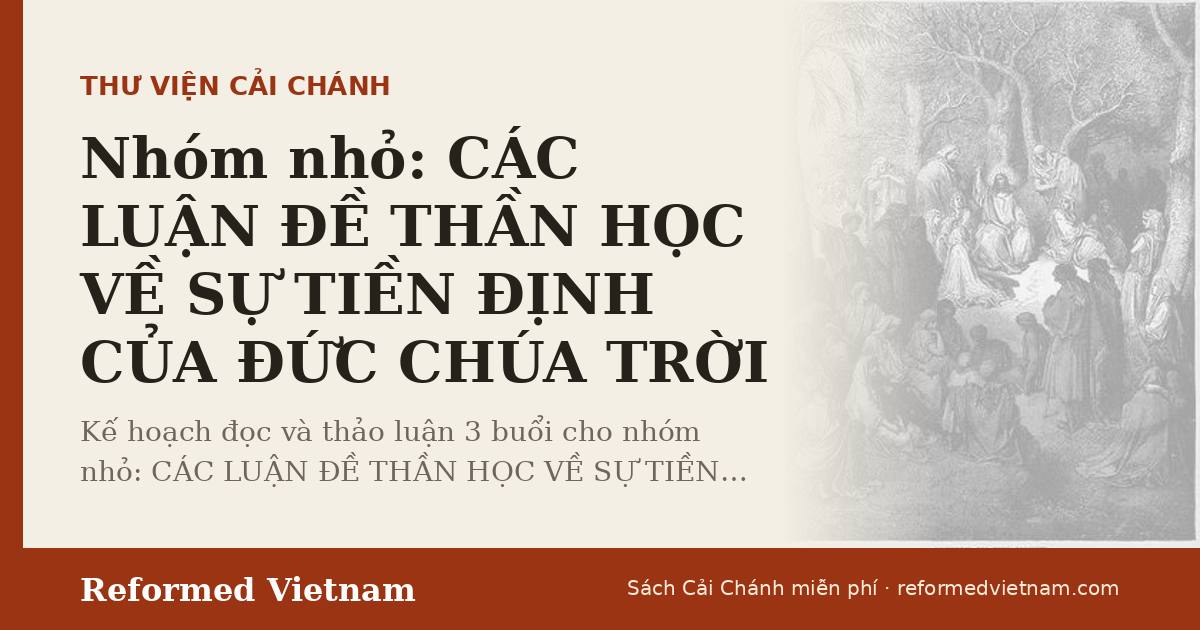 THƯ VIỆN CẢI CHÁNH
Nhóm nhỏ: CÁC
LUẬN ĐỀ THẦN HỌC
VỀ SỰ TIỀN ĐỊNH
CỦA ĐỨC CHÚA TRỜI
Kế hoạch đọc và thảo luận 3 buổi cho nhóm
nhỏ: CÁC LUẬN ĐỀ THẦN HỌC VỀ SỰ TIỀN…
Reformed Vietnam
Sách Cải Chánh miễn phí · reformedvietnam.com